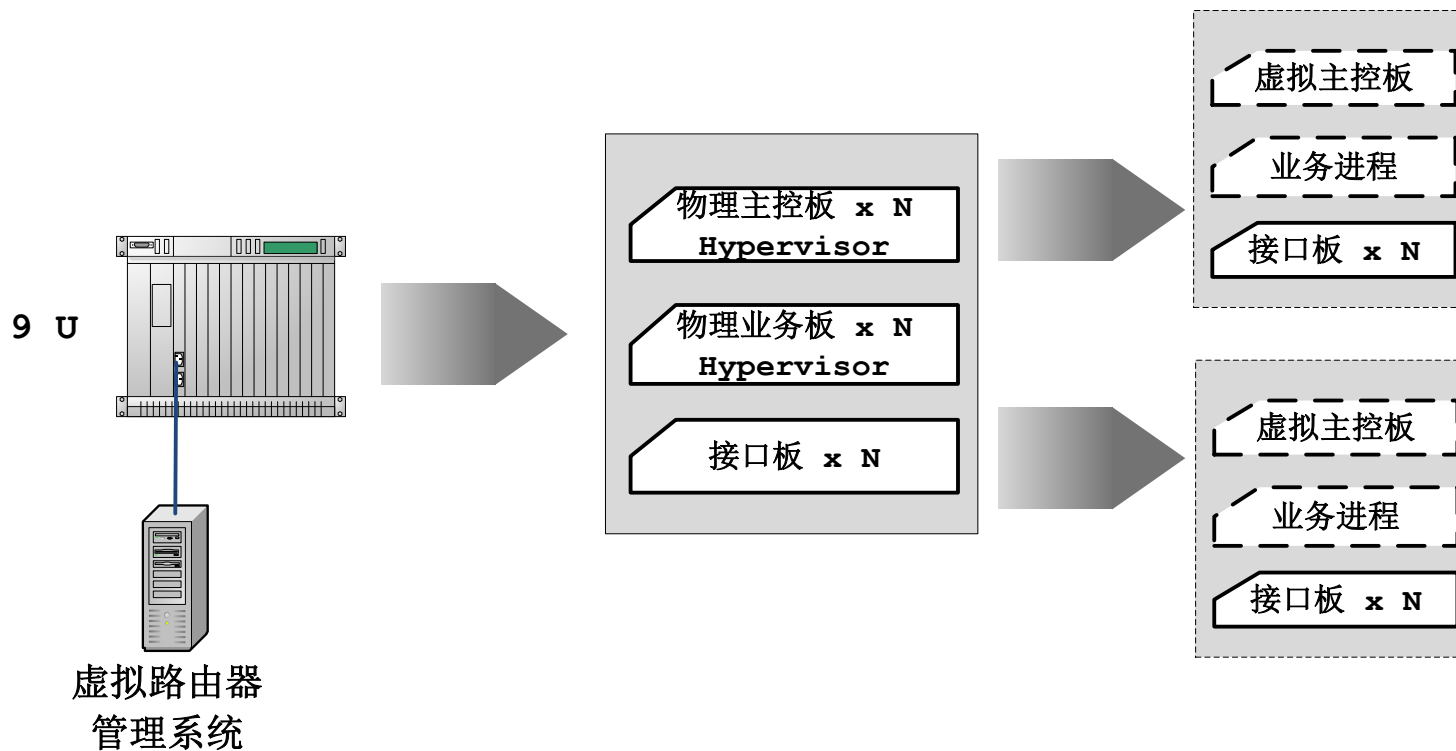 9 U
虚拟路由器
管理系统
物理主控板 x N
Hypervisor
物理业务板 x N
Hypervisor
接口板 x N
虚拟主控板
业务进程
接口板 x N
虚拟主控板
业务进程
接口板 x N